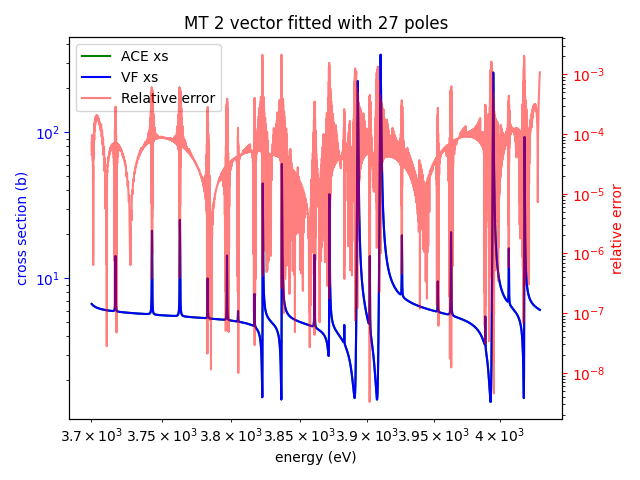 MT 2 vector fitted with 27 poles
ACE xs
VF xs
Relative error
10²
10¹
cross section (b)
10⁻³
10⁻⁴
10⁻⁵
10⁻⁶
10⁻⁷
10⁻⁸
relative error
3.7 × 10³ 3.75 × 10³ 3.8 × 10³ 3.85 × 10³ 3.9 × 10³ 3.95 × 10³ 4 × 10³
energy (eV)